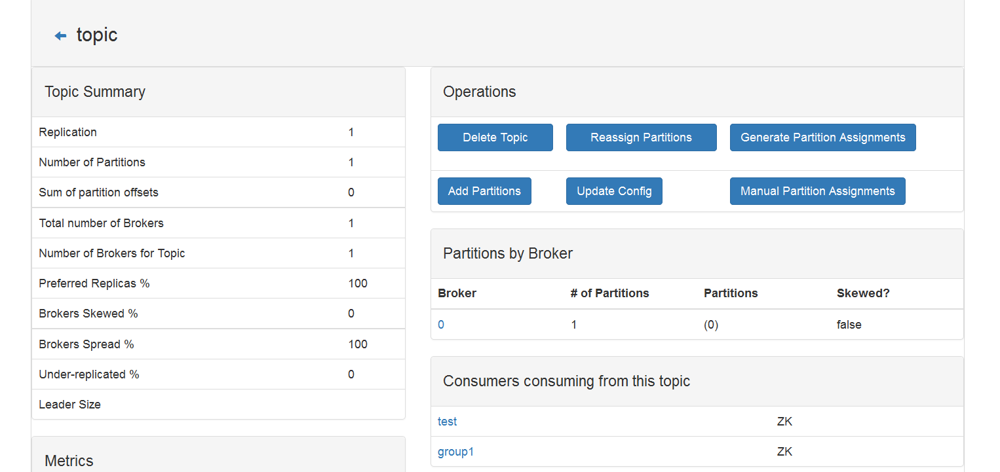 topic
Topic Summary
Replication 1
Number of Partitions 1
Sum of partition offsets 0
Total number of Brokers 1
Number of Brokers for Topic 1
Preferred Replicas % 100
Brokers Skewed % 0
Brokers Spread % 100
Under-replicated % 0
Leader Size
Metrics
Operations
Delete Topic Reassign Partitions Generate Partition Assignments
Add Partitions Update Config Manual Partition Assignments
Partitions by Broker
Broker # of Partitions Partitions Skewed?
0 1 (0) false
Consumers consuming from this topic
test ZK
group1 ZK